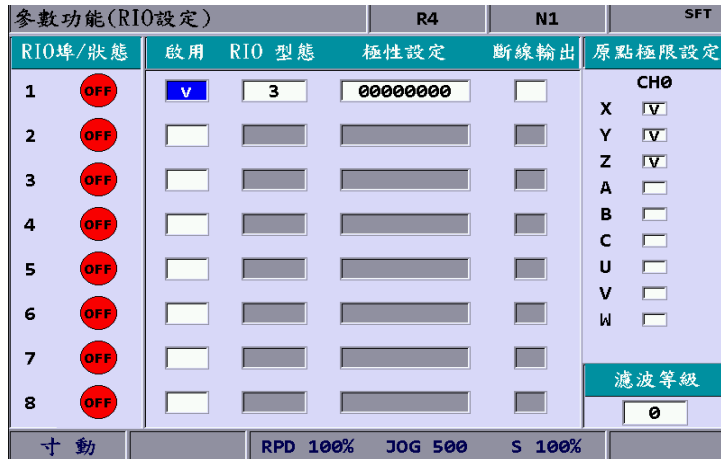 參數功能(RIO設定) R4 N1 SFT
RIO埠/狀態 啟用 RIO 型態 極性設定 斷線輸出 原點極限設定
CH0
1 OFF v 3 00000000
X V
2 OFF
Y V
Z V
3 OFF
A
4 OFF
B
C
5 OFF
U
V
6 OFF
W
7 OFF
濾波等級
8 OFF
0
寸 動 RPD 100% JOG 500 S 100%